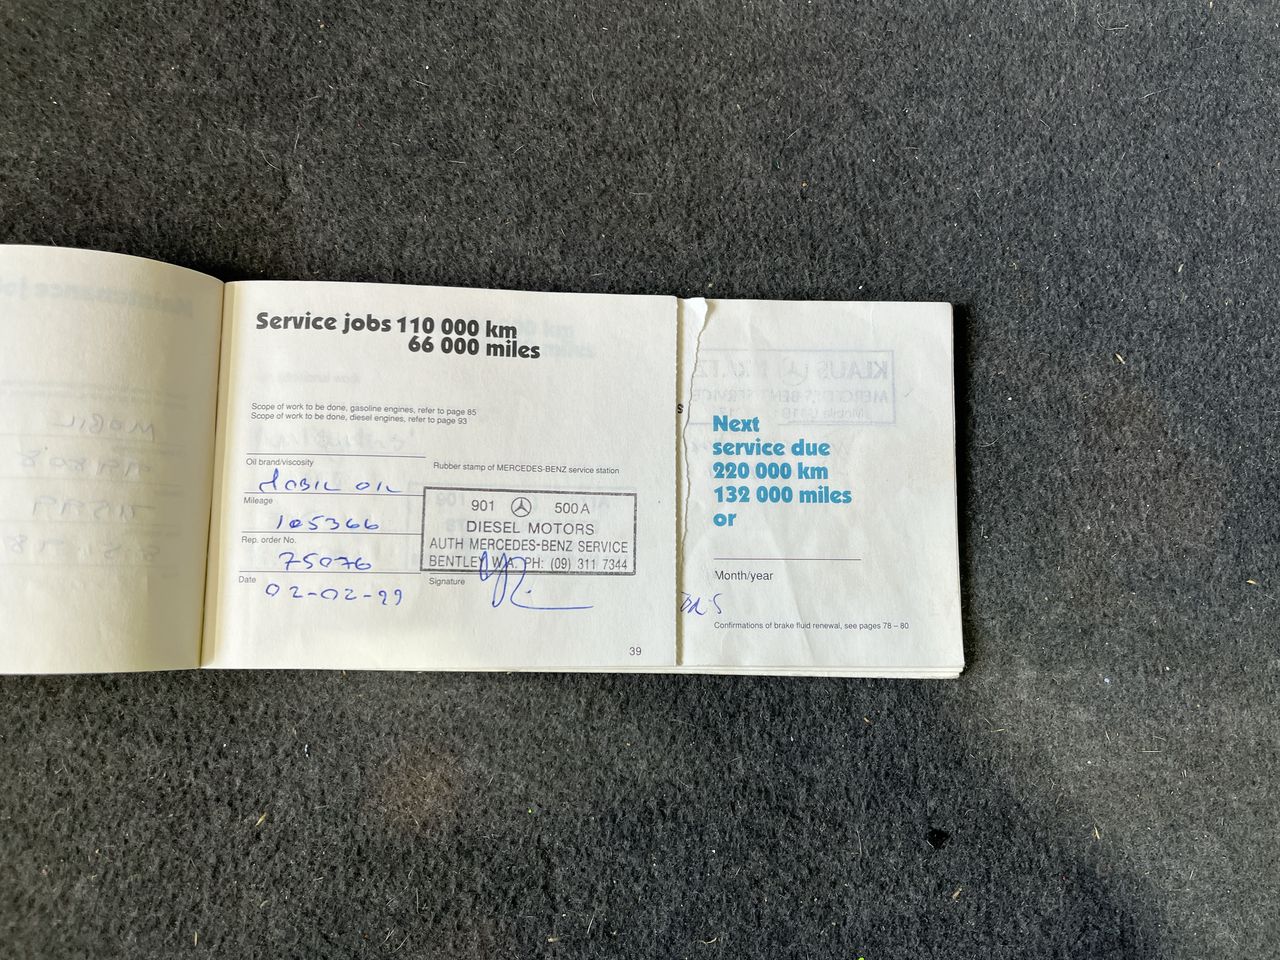 Service jobs 110 000 km
66 000 miles
Scope of work to be done, gasoline engines, refer to page 85
Scope of work to be done, diesel engines, refer to page 93
Oil brand/viscosity
Rubber stamp of MERCEDES-BENZ service station
MOBIL OIL
Mileage
105366
Rep. order No.
75076
Date
02-02-99
901 500A
DIESEL MOTORS
AUTH MERCEDES-BENZ SERVICE
BENTLEY W.A. PH: (09) 311 7344
Signature
39
Next
service due
220 000 km
132 000 miles
or
Month/year
Confirmations of brake fluid renewal, see pages 78 – 80